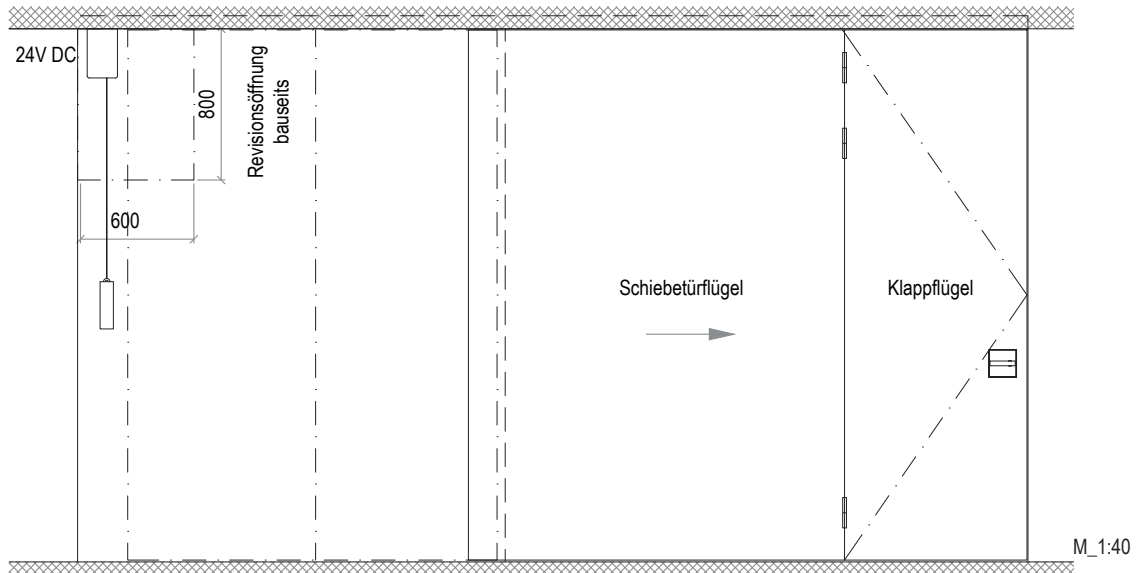 24V DC
800
Revisionsöffnung
bauseits
600
Schiebetürflügel
Klappflügel
M_1:40